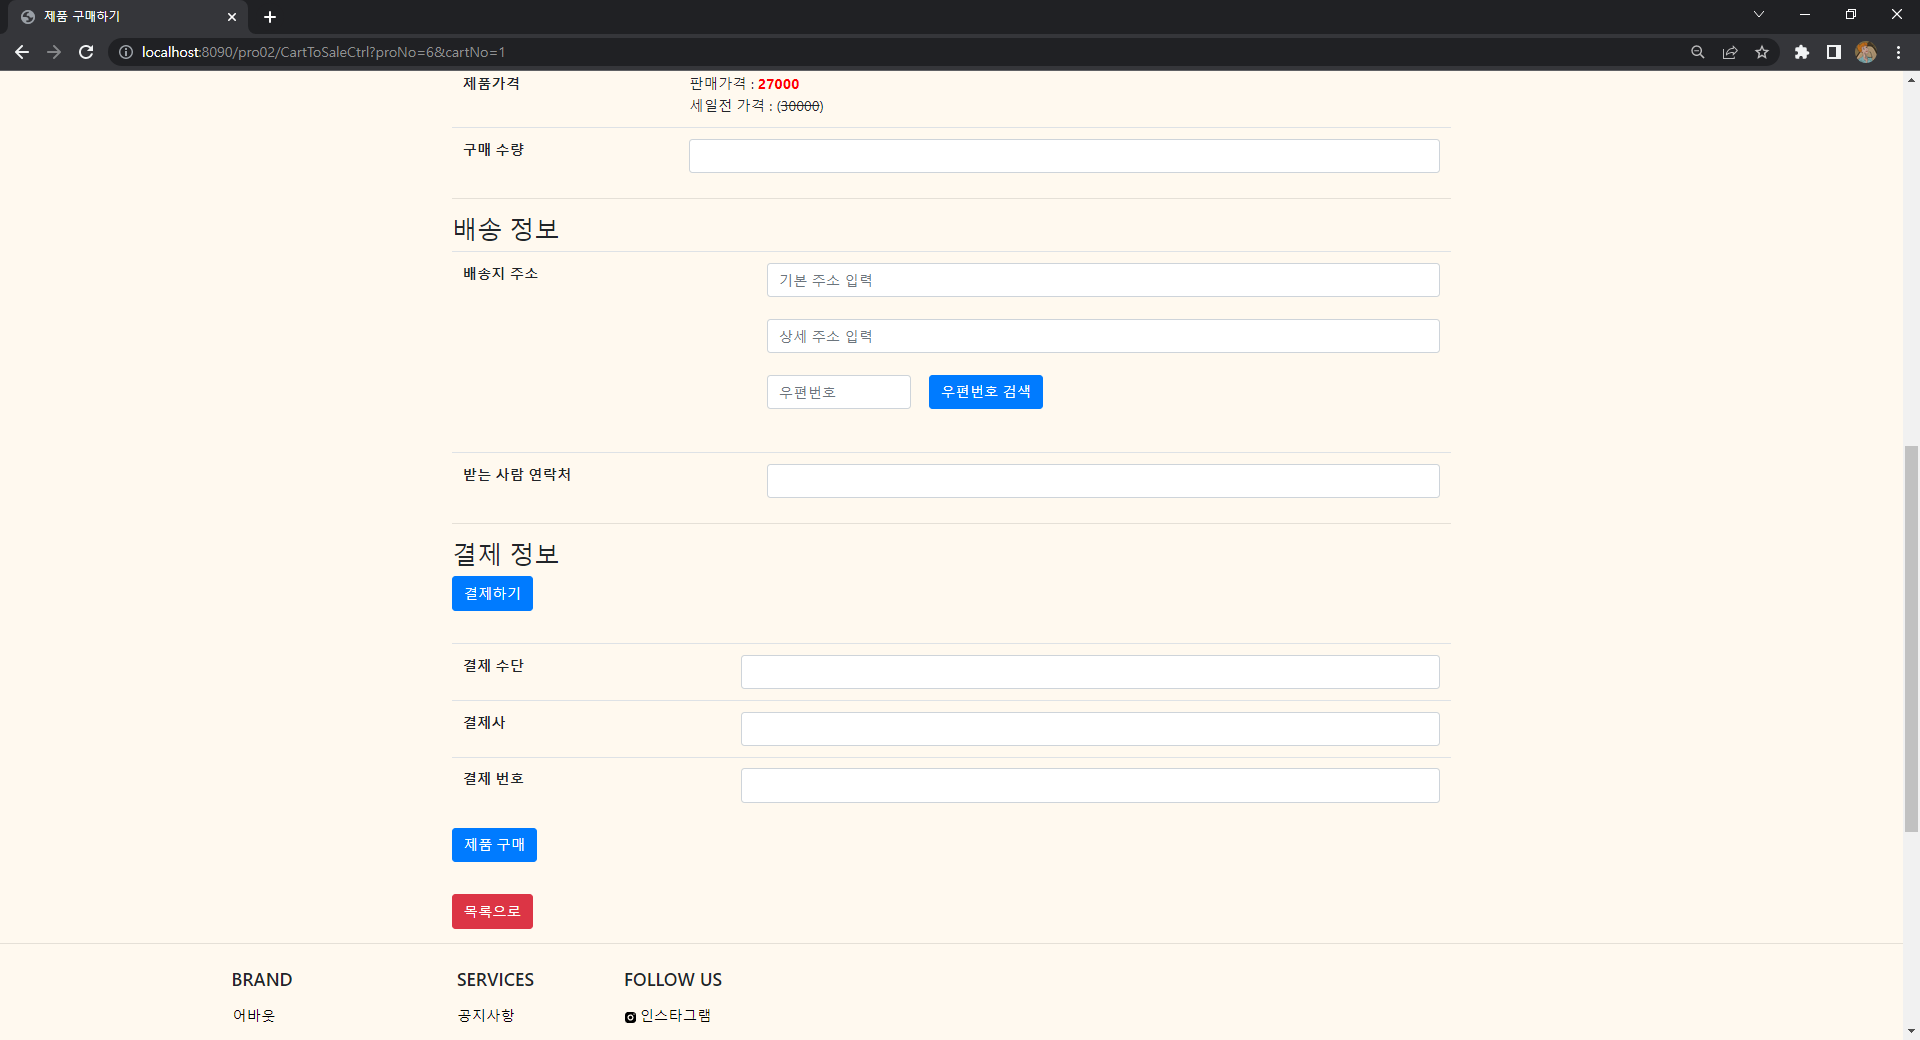 제품 구매하기
localhost:8090/pro02/CartToSaleCtrl?proNo=6&cartNo=1
제품가격
판매가격 : 27000
세일전 가격 : (30000)
구매 수량
배송 정보
배송지 주소
기본 주소 입력
상세 주소 입력
우편번호
우편번호 검색
받는 사람 연락처
결제 정보
결제하기
결제 수단
결제사
결제 번호
제품 구매
목록으로
BRAND
SERVICES
FOLLOW US
어바웃
공지사항
인스타그램